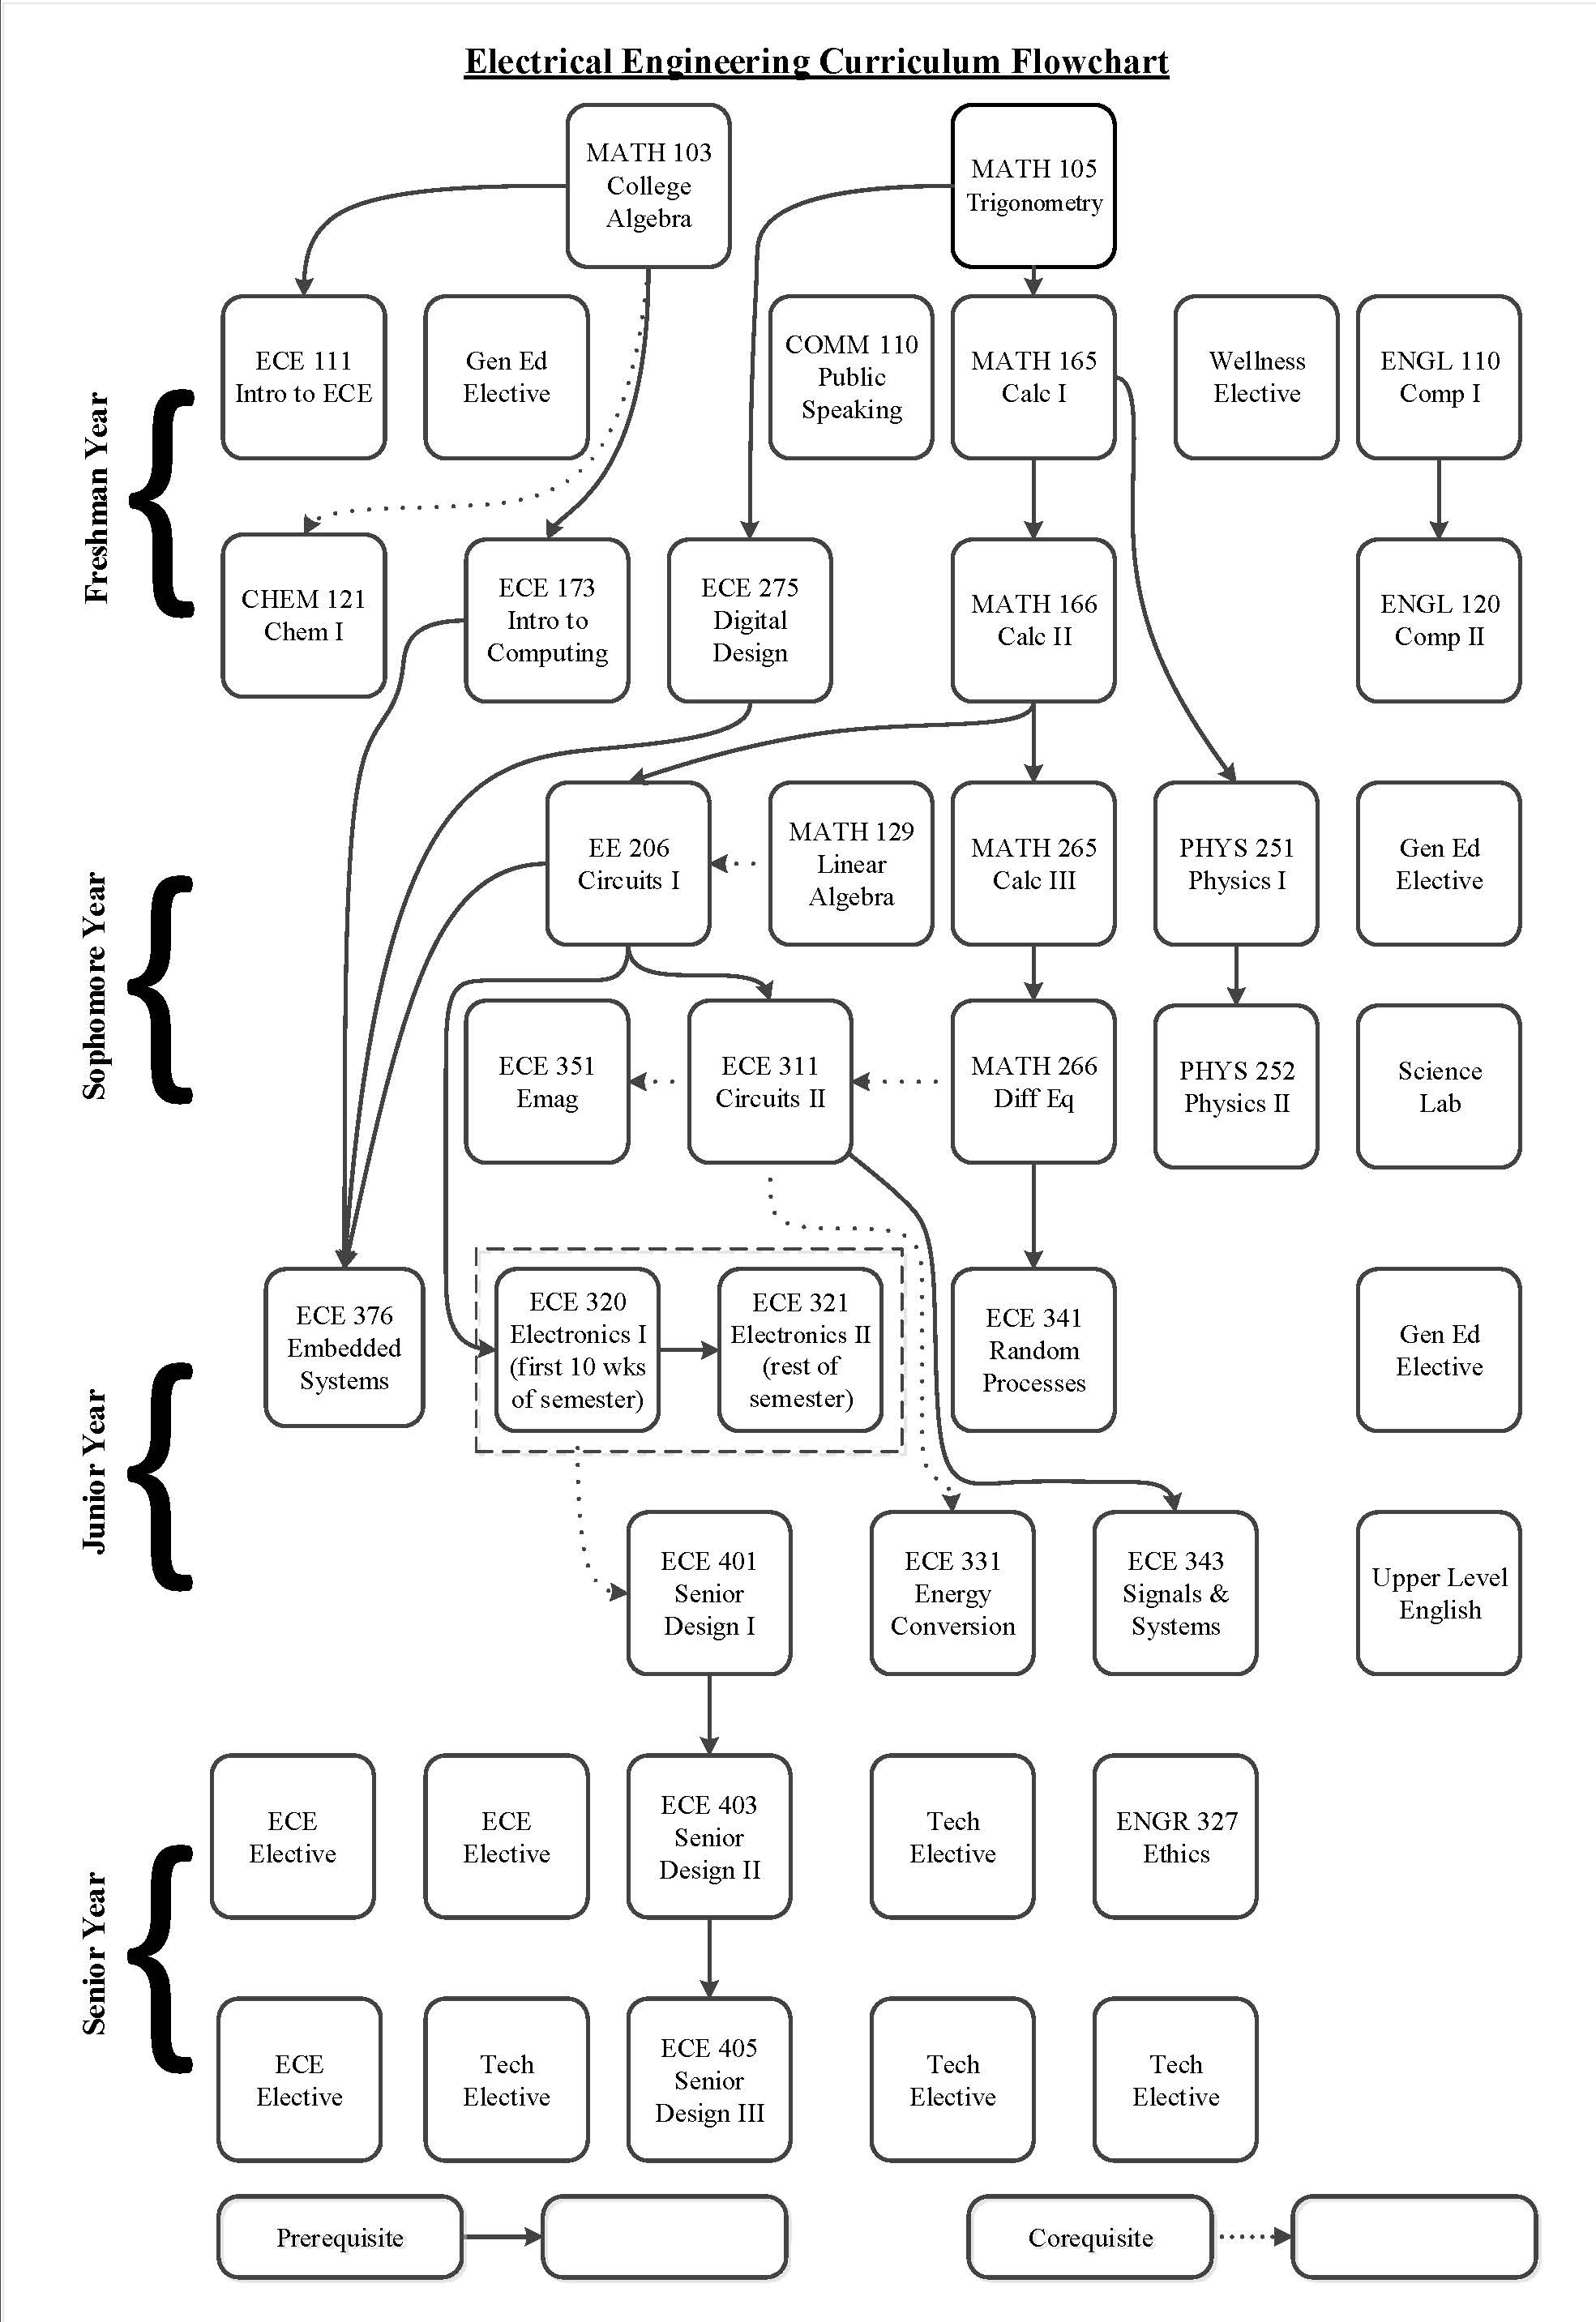 Electrical Engineering Curriculum Flowchart
MATH 103
College
Algebra
MATH 105
Trigonometry
Freshman Year
ECE 111
Intro to ECE
Gen Ed
Elective
COMM 110
Public
Speaking
MATH 165
Calc I
Wellness
Elective
ENGL 110
Comp I
CHEM 121
Chem I
ECE 173
Intro to
Computing
ECE 275
Digital
Design
MATH 166
Calc II
ENGL 120
Comp II
Sophomore Year
EE 206
Circuits I
MATH 129
Linear
Algebra
MATH 265
Calc III
PHYS 251
Physics I
Gen Ed
Elective
ECE 351
Emag
ECE 311
Circuits II
MATH 266
Diff Eq
PHYS 252
Physics II
Science
Lab
Junior Year
ECE 376
Embedded
Systems
ECE 320
Electronics I
(first 10 wks
of semester)
ECE 321
Electronics II
(rest of
semester)
ECE 341
Random
Processes
Gen Ed
Elective
ECE 401
Senior
Design I
ECE 331
Energy
Conversion
ECE 343
Signals &
Systems
Upper Level
English
Senior Year
ECE
Elective
ECE
Elective
ECE 403
Senior
Design II
Tech
Elective
ENGR 327
Ethics
ECE
Elective
Tech
Elective
ECE 405
Senior
Design III
Tech
Elective
Tech
Elective
Prerequisite
Corequisite